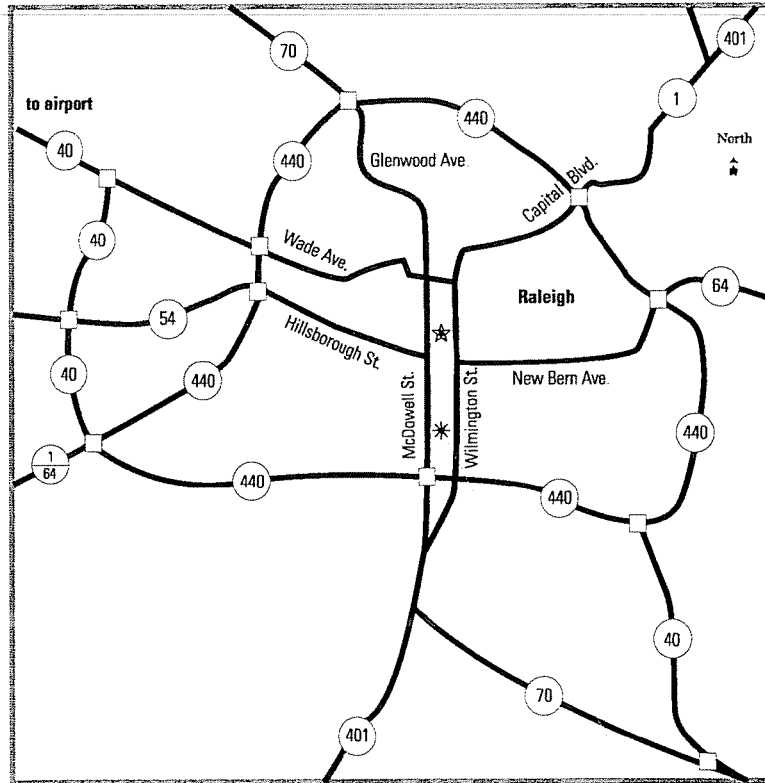 70
401
to airport
1
40
440
440
North
Glenwood Ave.
Capital Blvd.
40
Wade Ave.
Raleigh
64
54
Hillsborough St.
40
440
New Bern Ave.
McDowell St.
Wilmington St.
440
1
64
440
440
40
70
401